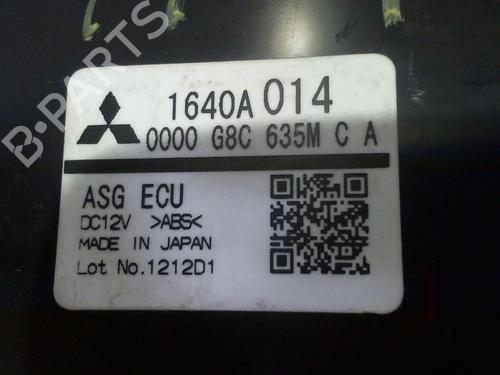 1640A 014
0000 G8C 635M C A
ASG ECU
DC12V >ABS<
MADE IN JAPAN
Lot No.1212D1
B-PARTS